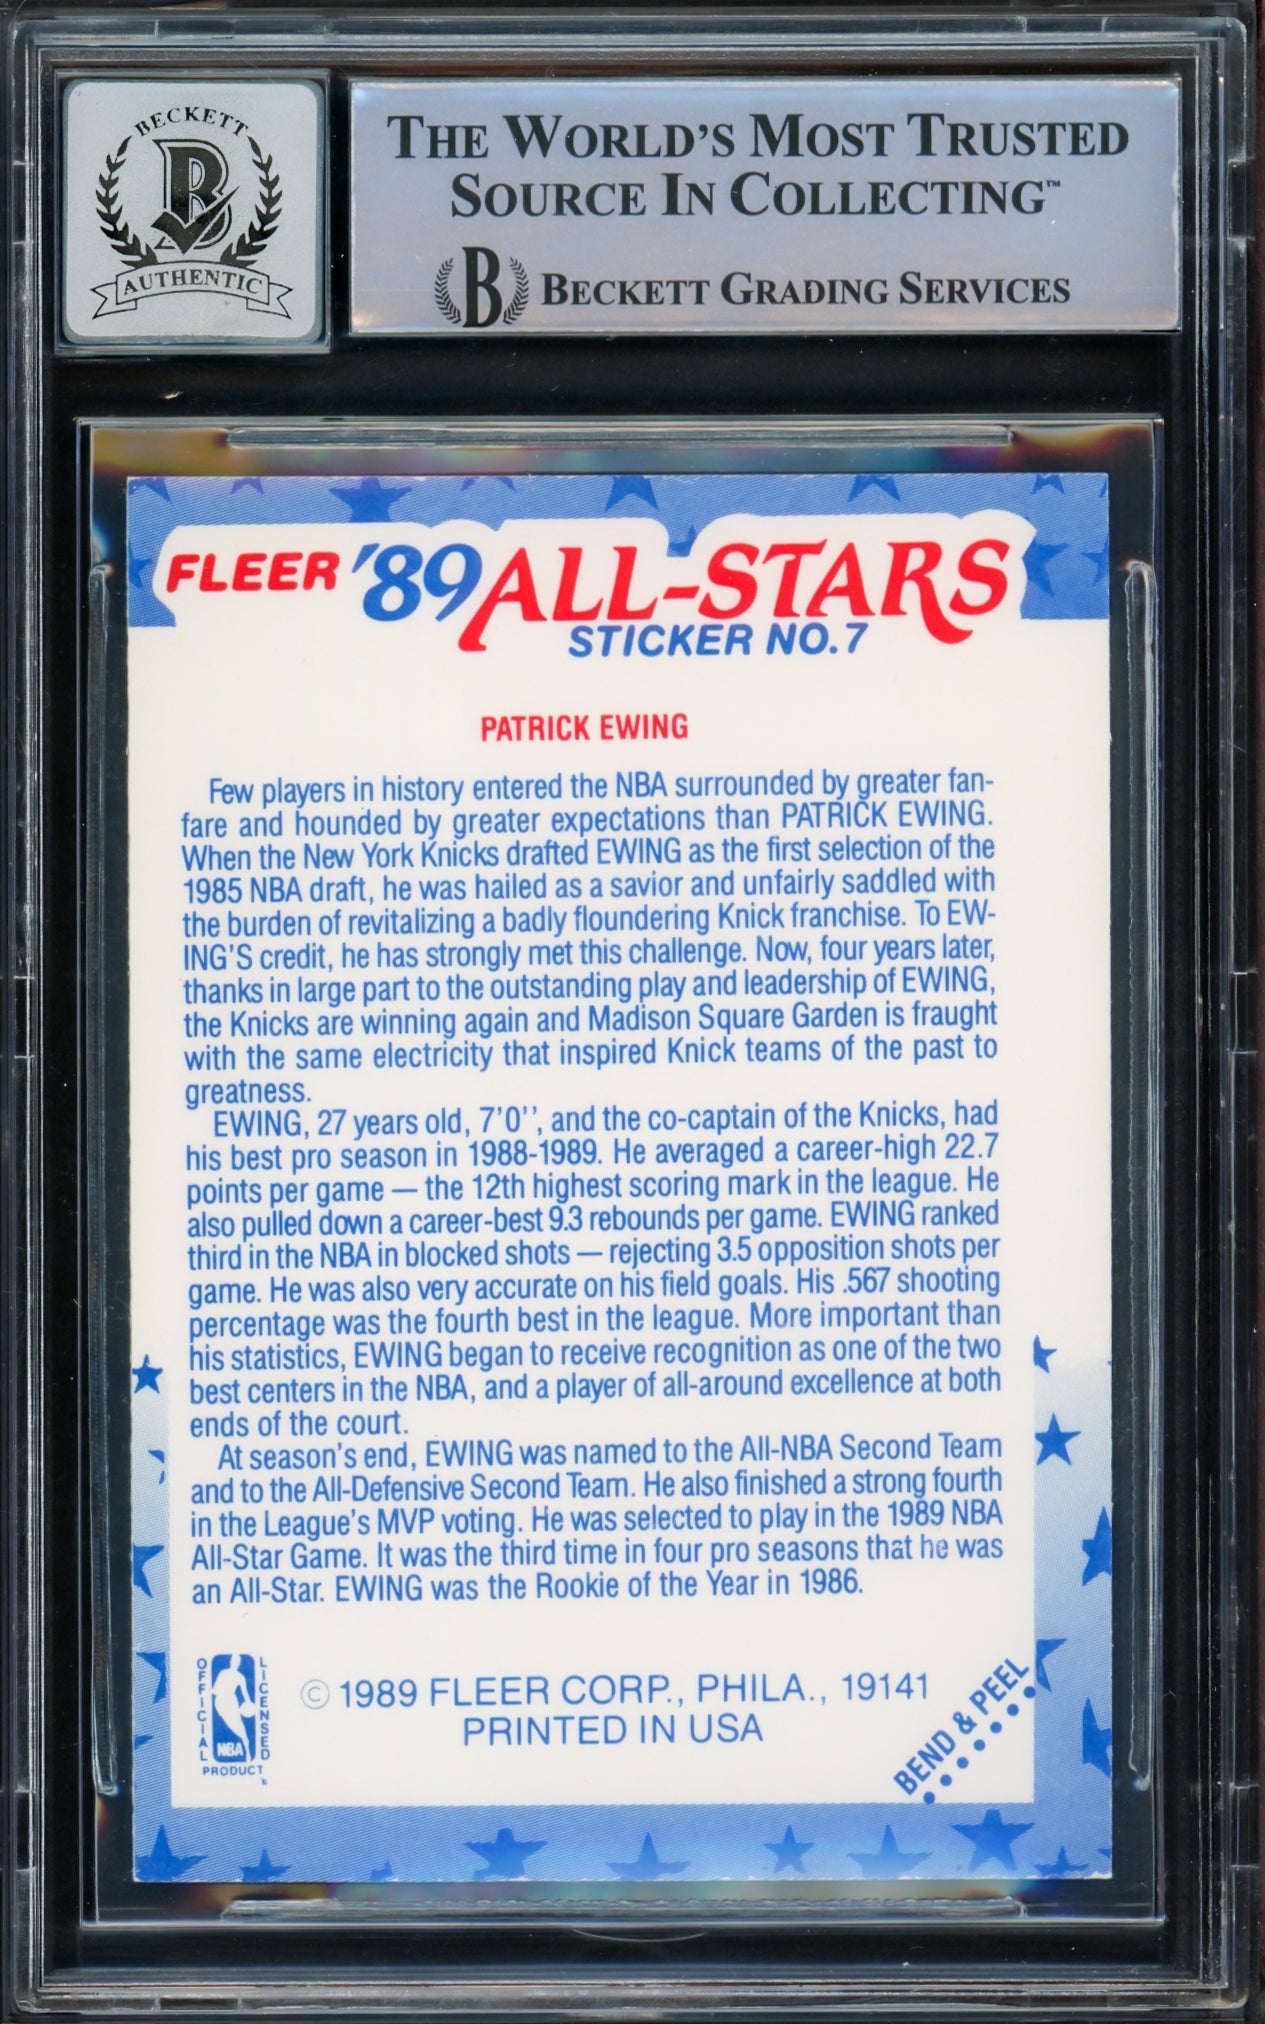 BECKETT
B
AUTHENTIC
THE WORLD'S MOST TRUSTED
SOURCE IN COLLECTING™
B BECKETT GRADING SERVICES
FLEER '89 ALL-STARS
STICKER NO. 7
PATRICK EWING
Few players in history entered the NBA surrounded by greater fan-
fare and hounded by greater expectations than PATRICK EWING.
When the New York Knicks drafted EWING as the first selection of the
1985 NBA draft, he was hailed as a savior and unfairly saddled with
the burden of revitalizing a badly floundering Knick franchise. To EW-
ING'S credit, he has strongly met this challenge. Now, four years later,
thanks in large part to the outstanding play and leadership of EWING,
the Knicks are winning again and Madison Square Garden is fraught
with the same electricity that inspired Knick teams of the past to
greatness.
EWING, 27 years old, 7'0'', and the co-captain of the Knicks, had
his best pro season in 1988-1989. He averaged a career-high 22.7
points per game — the 12th highest scoring mark in the league. He
also pulled down a career-best 9.3 rebounds per game. EWING ranked
third in the NBA in blocked shots — rejecting 3.5 opposition shots per
game. He was also very accurate on his field goals. His .567 shooting
percentage was the fourth best in the league. More important than
his statistics, EWING began to receive recognition as one of the two
best centers in the NBA, and a player of all-around excellence at both
ends of the court.
At season's end, EWING was named to the All-NBA Second Team
and to the All-Defensive Second Team. He also finished a strong fourth
in the League's MVP voting. He was selected to play in the 1989 NBA
All-Star Game. It was the third time in four pro seasons that he was
an All-Star. EWING was the Rookie of the Year in 1986.
OFFICIAL
LICENSED
NBA
PRODUCT
© 1989 FLEER CORP., PHILA., 19141
PRINTED IN USA
BEND & PEEL